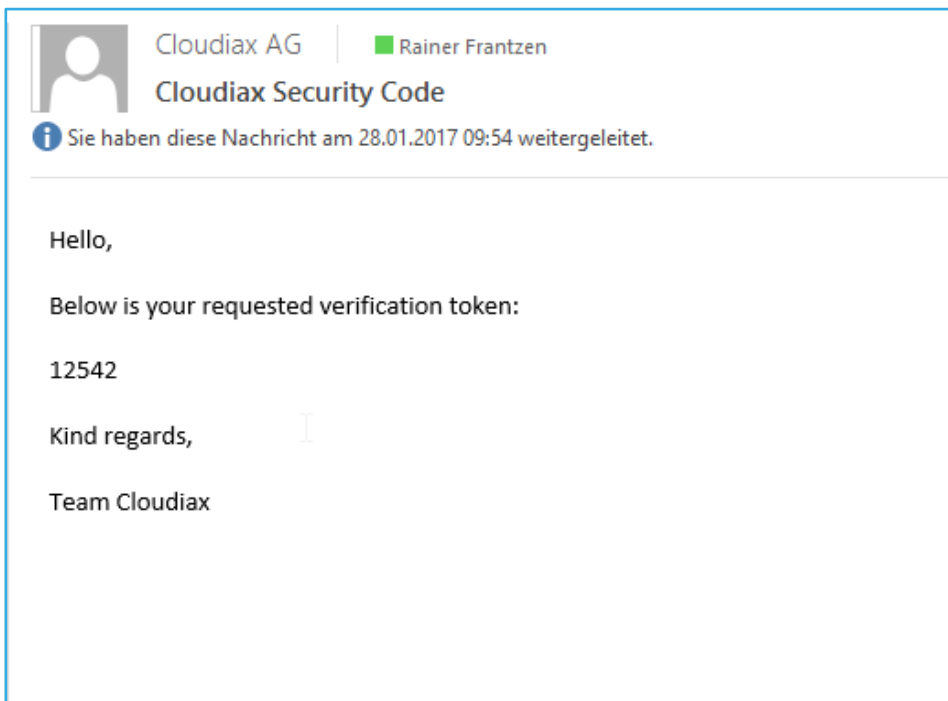 Cloudiax AG Rainer Frantzen
Cloudiax Security Code
Sie haben diese Nachricht am 28.01.2017 09:54 weitergeleitet.
Hello,
Below is your requested verification token:
12542
Kind regards,
Team Cloudiax